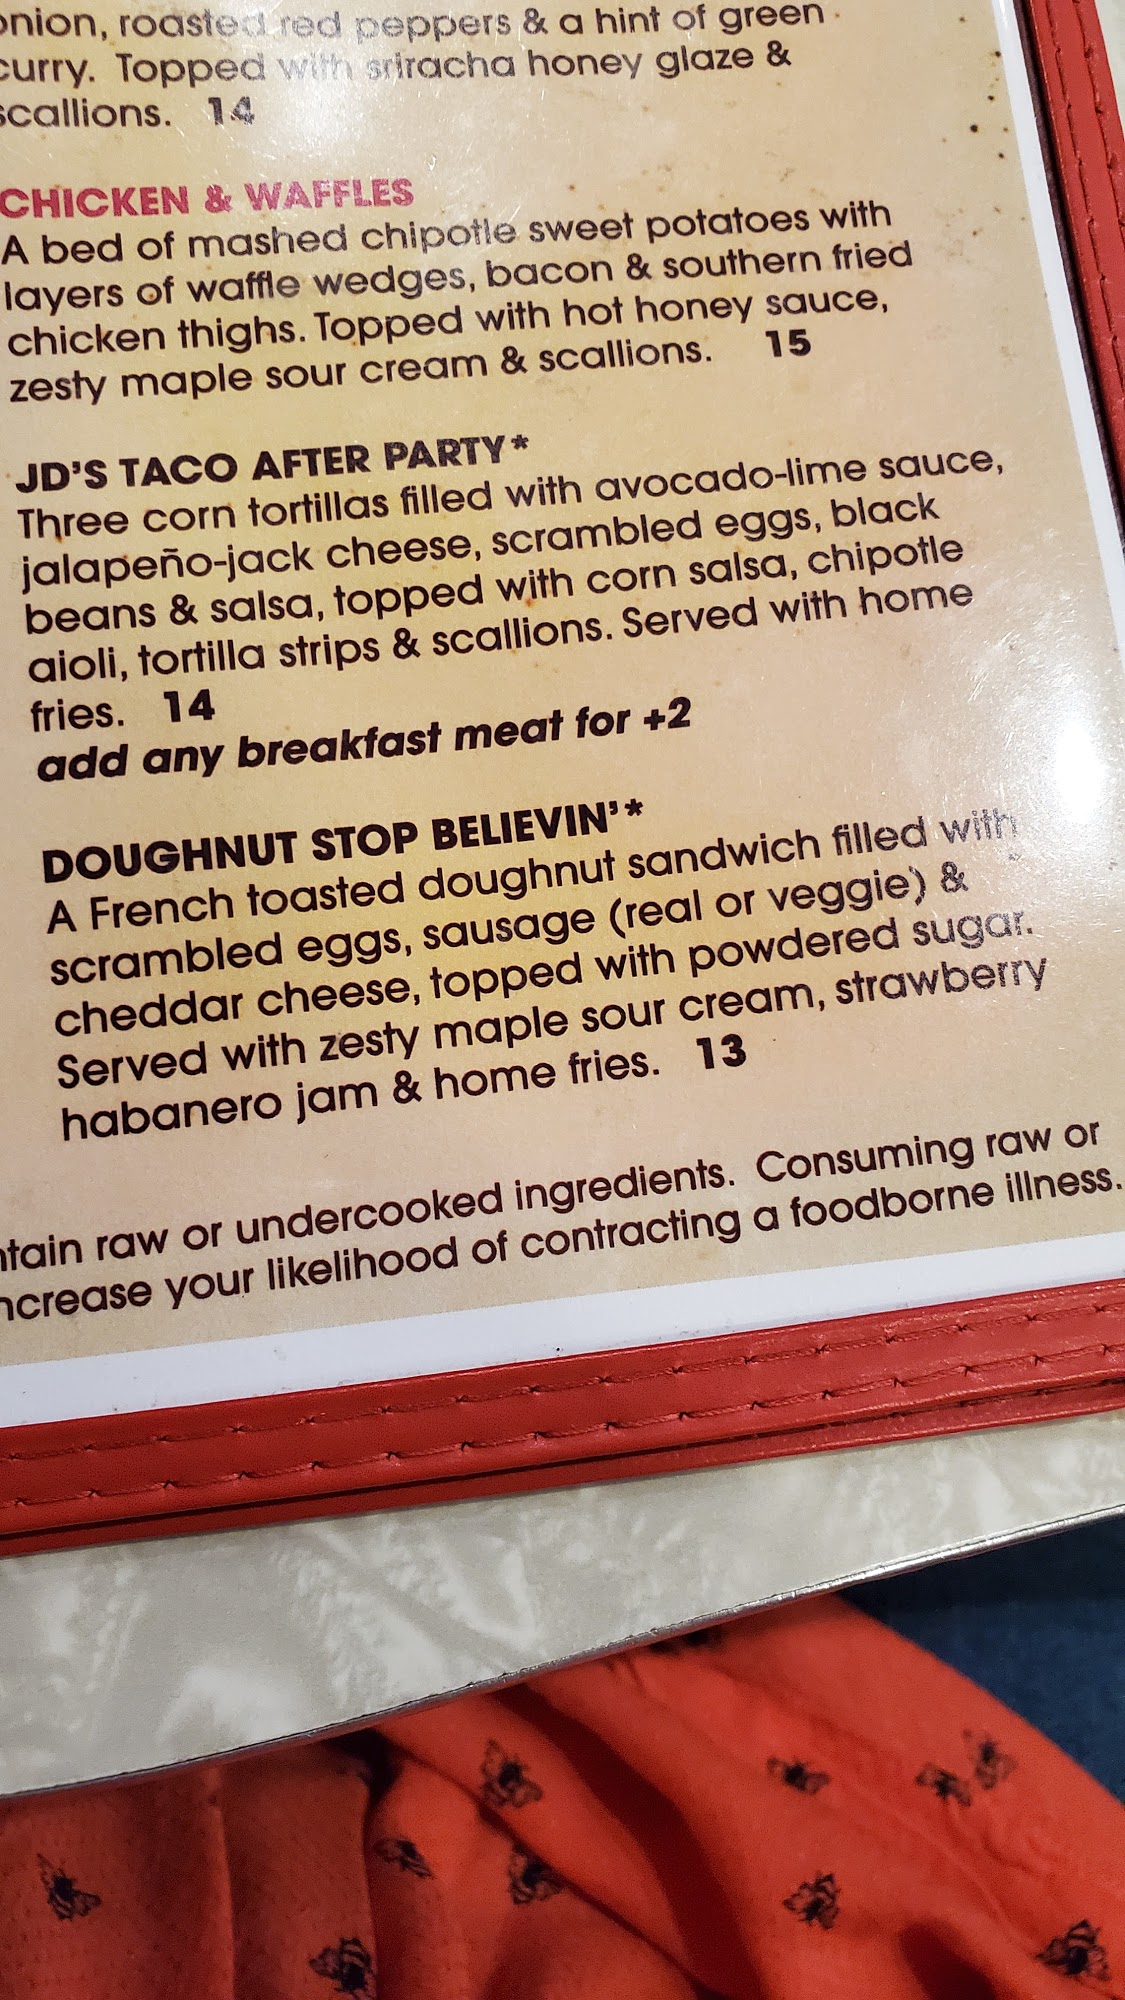 onion, roasted red peppers & a hint of green
curry. Topped with sriracha honey glaze &
scallions. 14
CHICKEN & WAFFLES
A bed of mashed chipotle sweet potatoes with
layers of waffle wedges, bacon & southern fried
chicken thighs. Topped with hot honey sauce,
zesty maple sour cream & scallions. 15
JD'S TACO AFTER PARTY*
Three corn tortillas filled with avocado-lime sauce,
jalapeño-jack cheese, scrambled eggs, black
beans & salsa, topped with corn salsa, chipotle
aioli, tortilla strips & scallions. Served with home
fries. 14
add any breakfast meat for +2
DOUGHNUT STOP BELIEVIN'*
A French toasted doughnut sandwich filled with
scrambled eggs, sausage (real or veggie) &
cheddar cheese, topped with powdered sugar.
Served with zesty maple sour cream, strawberry
habanero jam & home fries. 13
ntain raw or undercooked ingredients. Consuming raw or
ncrease your likelihood of contracting a foodborne illness.